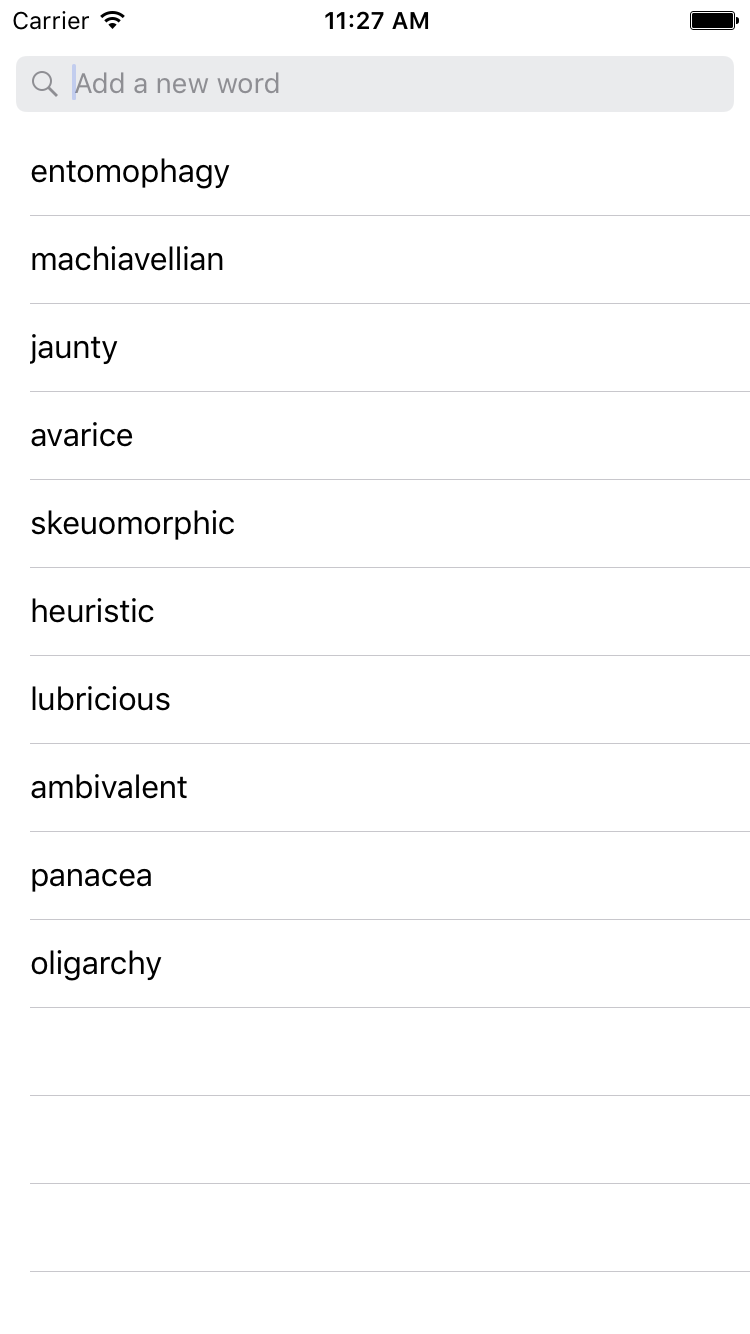 Carrier 11:27 AM
Add a new word
entomophagy
machiavellian
jaunty
avarice
skeuomorphic
heuristic
lubricious
ambivalent
panacea
oligarchy